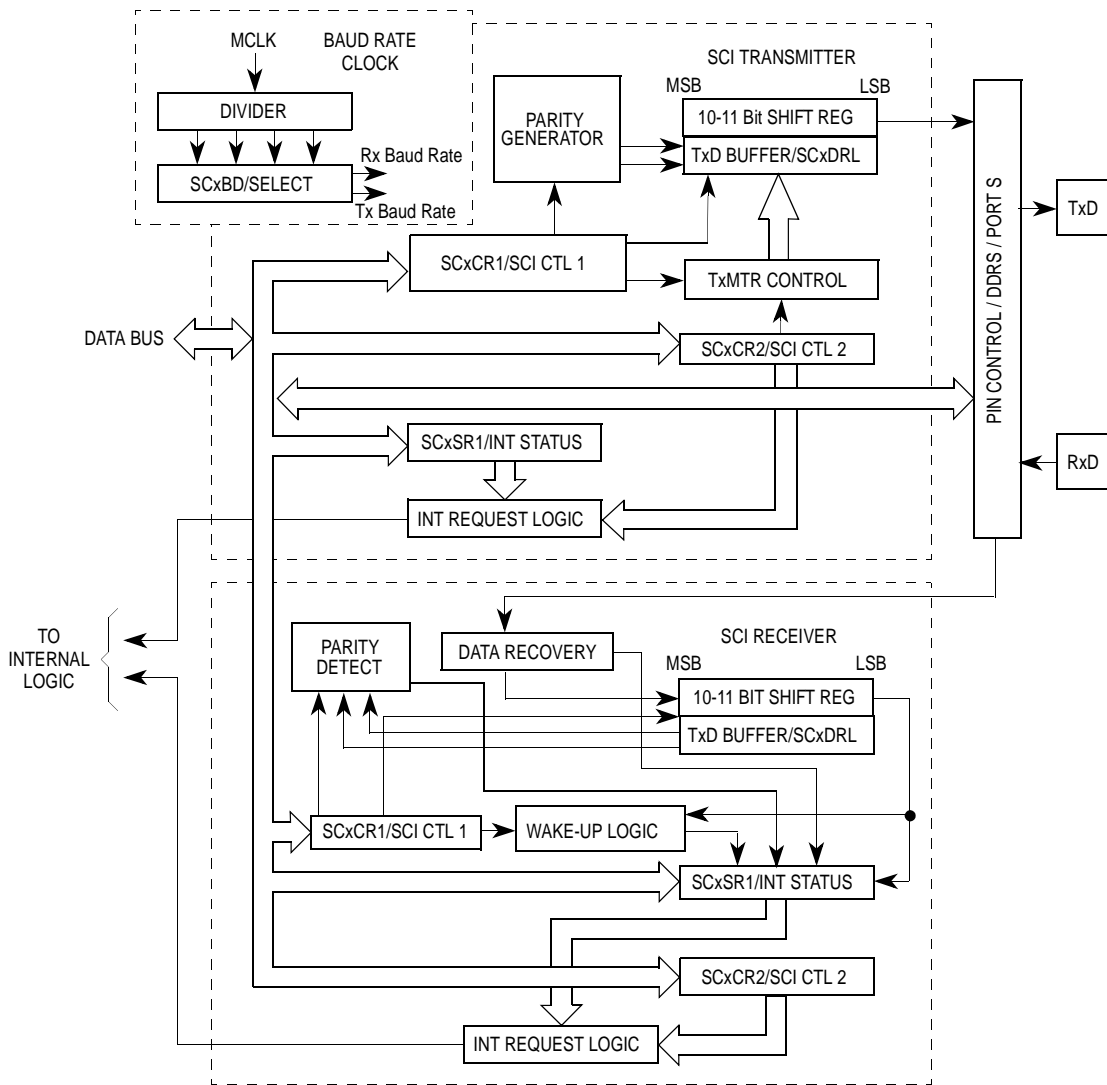 MCLK
BAUD RATE
CLOCK
DIVIDER
SCxBD/SELECT
Rx Baud Rate
Tx Baud Rate
SCI TRANSMITTER
MSB
LSB
PARITY
GENERATOR
10-11 Bit SHIFT REG
TxD BUFFER/SCxDRL
SCxCR1/SCI CTL 1
TxMTR CONTROL
DATA BUS
SCxCR2/SCI CTL 2
SCxSR1/INT STATUS
INT REQUEST LOGIC
PIN CONTROL / DDRS / PORT S
TxD
RxD
TO
INTERNAL
LOGIC
SCI RECEIVER
PARITY
DETECT
DATA RECOVERY
MSB
LSB
10-11 BIT SHIFT REG
TxD BUFFER/SCxDRL
SCxCR1/SCI CTL 1
WAKE-UP LOGIC
SCxSR1/INT STATUS
SCxCR2/SCI CTL 2
INT REQUEST LOGIC